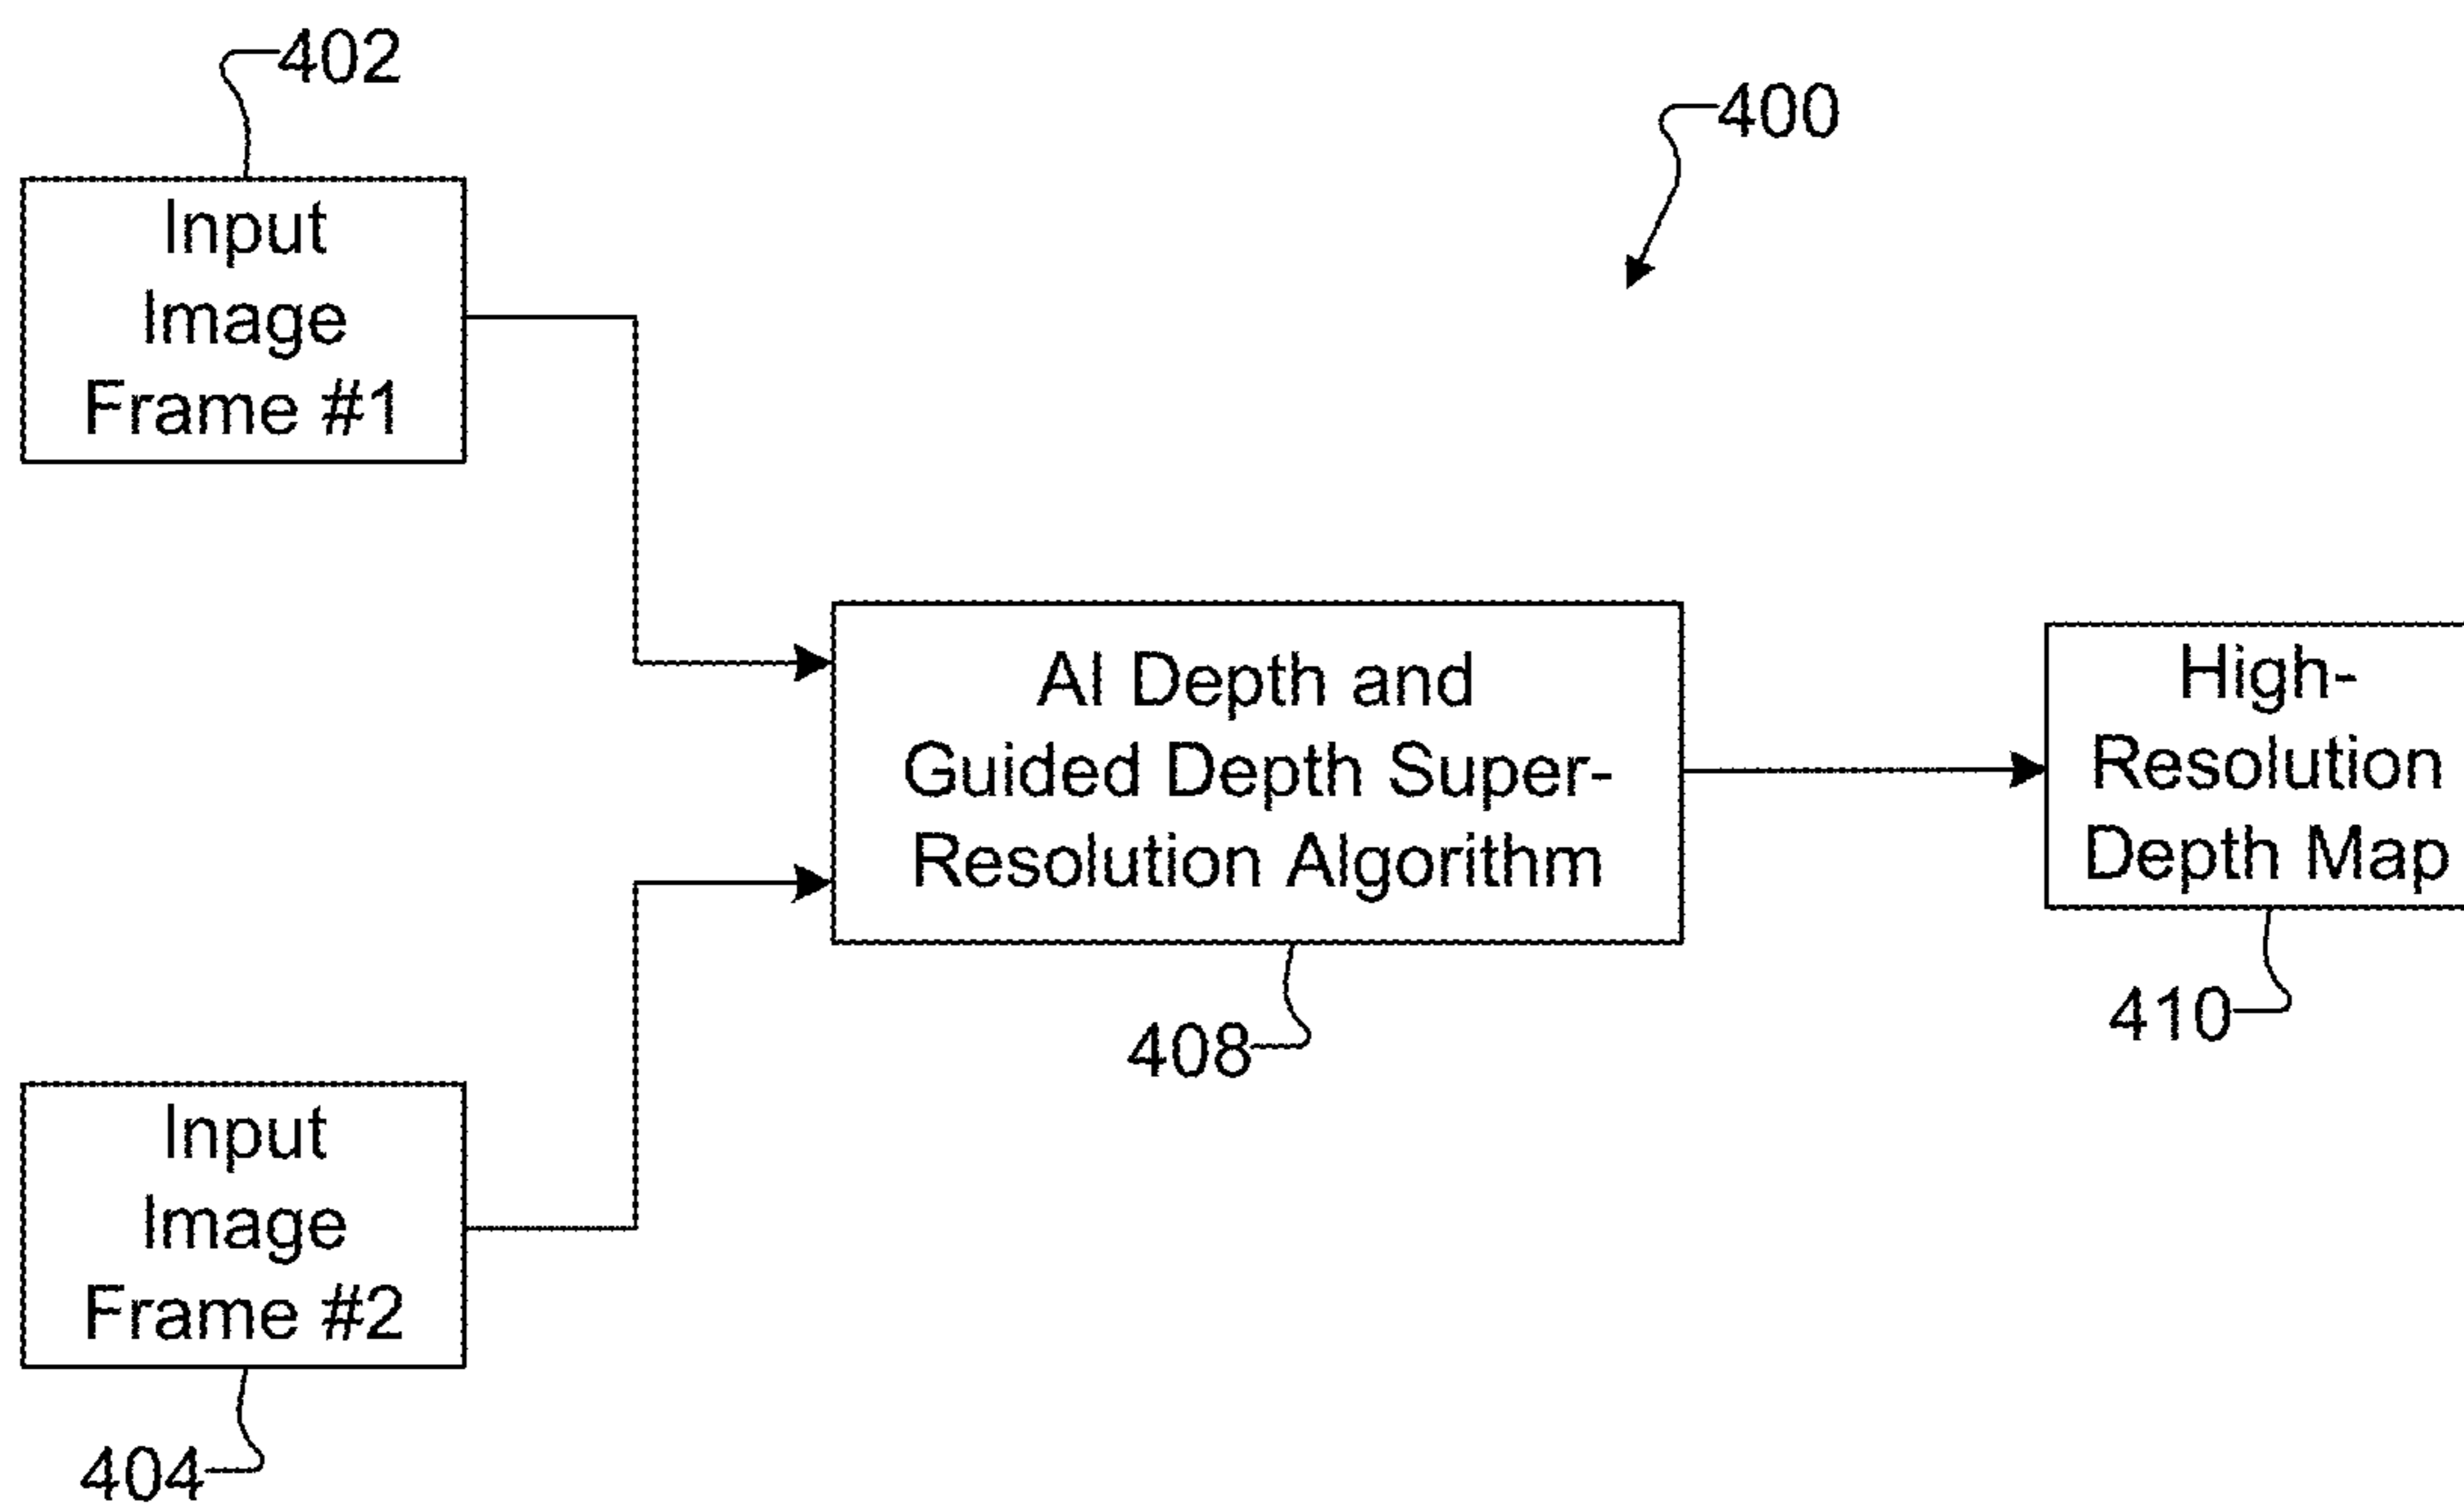 402
400
Input
Image
Frame #1
AI Depth and
Guided Depth Super-
Resolution Algorithm
High-
Resolution
Depth Map
408
410
Input
Image
Frame #2
404